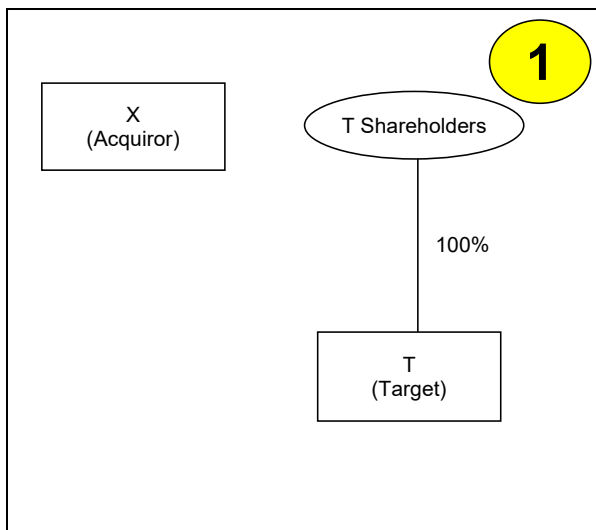 1
X
(Acquiror)
T Shareholders
100%
T
(Target)